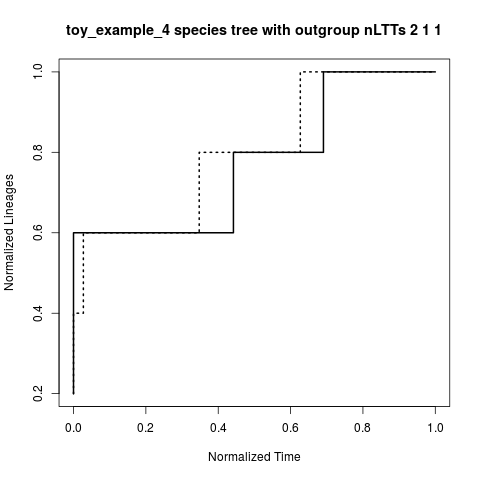 toy_example_4 species tree with outgroup nLTTs 2 1 1
Normalized Lineages
1.0
0.8
0.6
0.4
0.2
0.0 0.2 0.4 0.6 0.8 1.0
Normalized Time